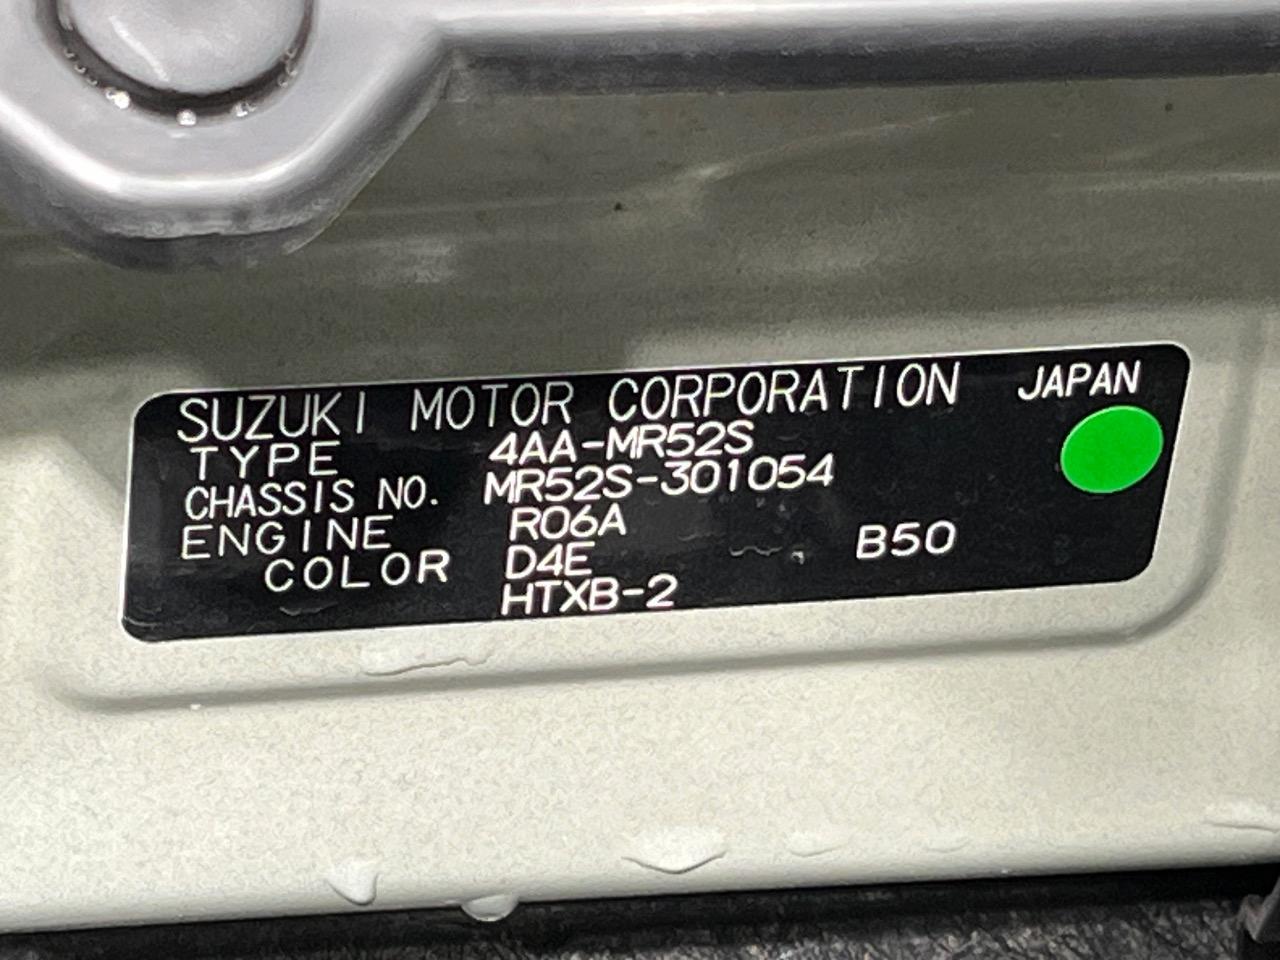 SUZUKI MOTOR CORPORATION JAPAN
TYPE 4AA-MR52S
CHASSIS NO. MR52S-301054
ENGINE R06A
COLOR D4E B50
HTXB-2